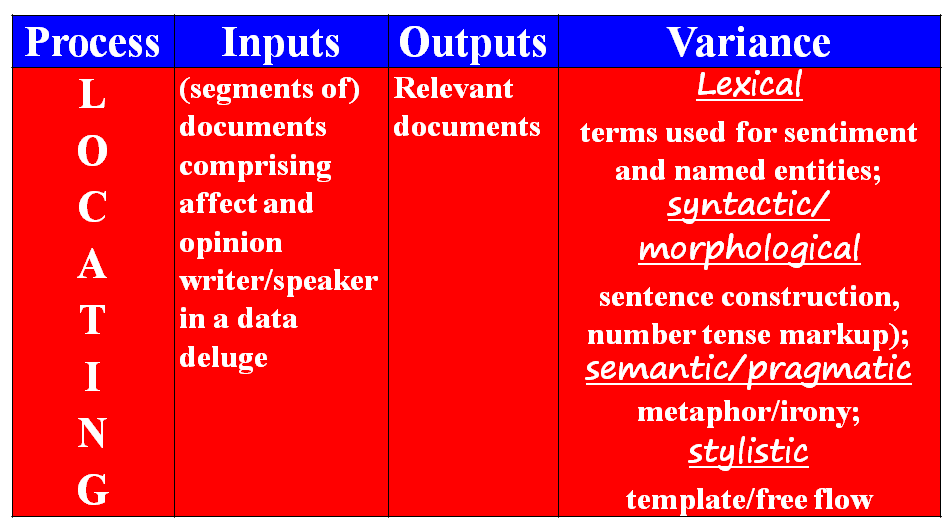 Process Inputs Outputs Variance
L
O
C
A
T
I
N
G
(segments of)
documents
comprising
affect and
opinion
writer/speaker
in a data
deluge
Relevant
documents
Lexical
terms used for sentiment
and named entities;
syntactic/
morphological
sentence construction,
number tense markup);
semantic/pragmatic
metaphor/irony;
stylistic
template/free flow